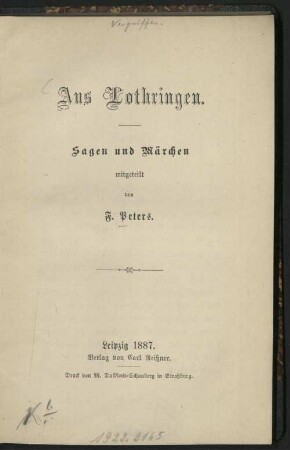 Vergriffen.
Aus Lothringen.
Sagen und Märchen
mitgeteilt
von
F. Peters.
Leipzig 1887.
Verlag von Carl Reißner.
Druck von M. DuMont-Schauberg in Straßburg.
1922.2165